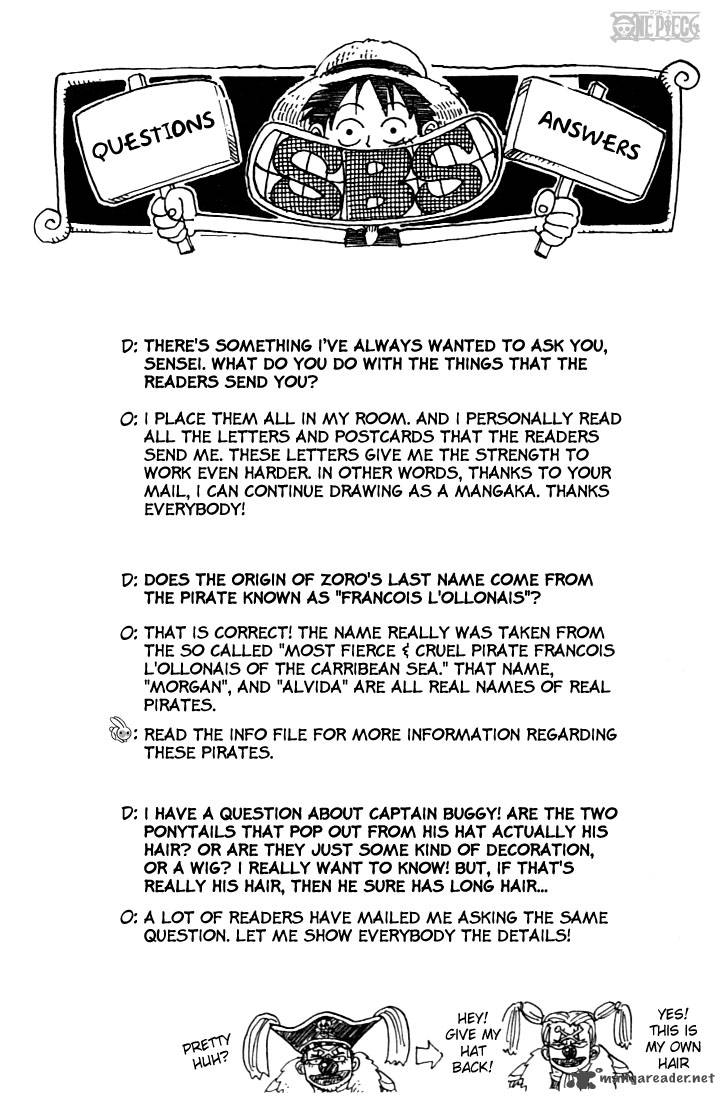 ONE PIECE
ワンピース
QUESTIONS
SBS
ANSWERS
D: THERE'S SOMETHING I'VE ALWAYS WANTED TO ASK YOU,
SENSEI. WHAT DO YOU DO WITH THE THINGS THAT THE
READERS SEND YOU?
O: I PLACE THEM ALL IN MY ROOM. AND I PERSONALLY READ
ALL THE LETTERS AND POSTCARDS THAT THE READERS
SEND ME. THESE LETTERS GIVE ME THE STRENGTH TO
WORK EVEN HARDER. IN OTHER WORDS, THANKS TO YOUR
MAIL, I CAN CONTINUE DRAWING AS A MANGAKA. THANKS
EVERYBODY!
D: DOES THE ORIGIN OF ZORO'S LAST NAME COME FROM
THE PIRATE KNOWN AS "FRANCOIS L'OLLONAIS"?
O: THAT IS CORRECT! THE NAME REALLY WAS TAKEN FROM
THE SO CALLED "MOST FIERCE & CRUEL PIRATE FRANCOIS
L'OLLONAIS OF THE CARRIBEAN SEA." THAT NAME,
"MORGAN", AND "ALVIDA" ARE ALL REAL NAMES OF REAL
PIRATES.
: READ THE INFO FILE FOR MORE INFORMATION REGARDING
THESE PIRATES.
D: I HAVE A QUESTION ABOUT CAPTAIN BUGGY! ARE THE TWO
PONYTAILS THAT POP OUT FROM HIS HAT ACTUALLY HIS
HAIR? OR ARE THEY JUST SOME KIND OF DECORATION,
OR A WIG? I REALLY WANT TO KNOW! BUT, IF THAT'S
REALLY HIS HAIR, THEN HE SURE HAS LONG HAIR...
O: A LOT OF READERS HAVE MAILED ME ASKING THE SAME
QUESTION. LET ME SHOW EVERYBODY THE DETAILS!
PRETTY
HUH?
HEY!
GIVE MY
HAT
BACK!
YES!
THIS IS
MY OWN
HAIR
mangareader.net